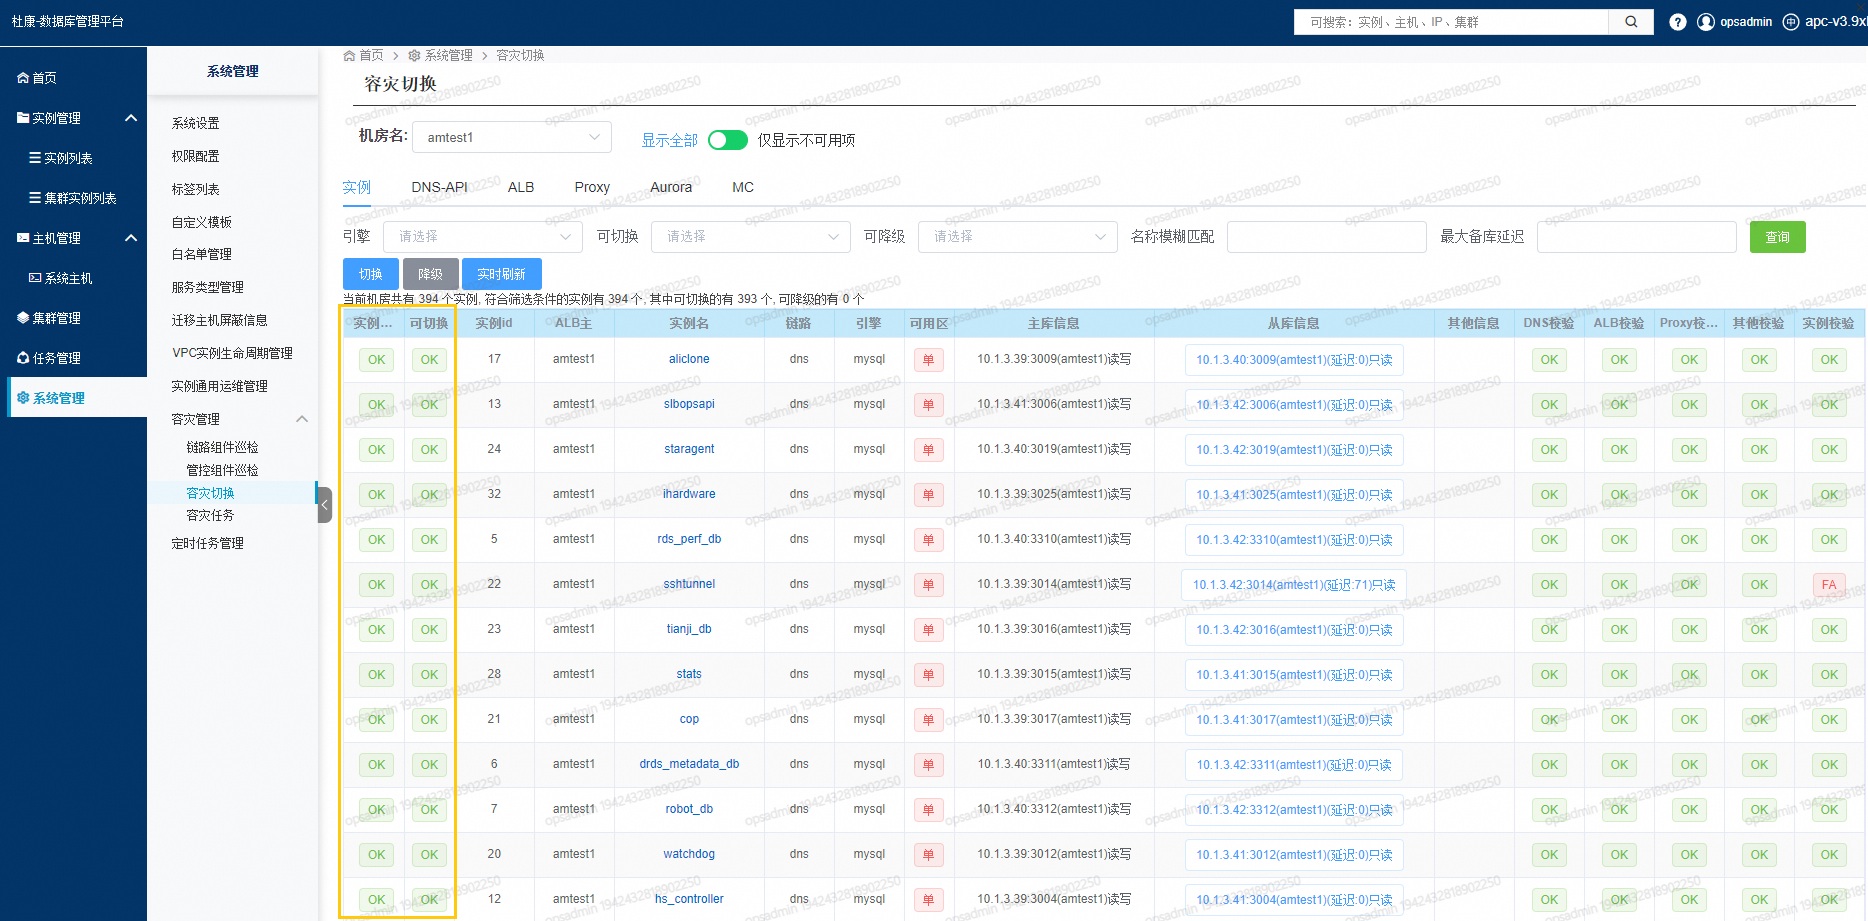 杜康-数据库管理平台
可搜索：实例、主机、IP、集群
opsadmin
apc-v3.9x
首页
实例管理
实例列表
集群实例列表
主机管理
系统主机
集群管理
任务管理
系统管理
系统管理
系统设置
权限配置
标签列表
自定义模板
白名单管理
服务类型管理
迁移主机屏蔽信息
VPC实例生命周期管理
实例通用运维管理
容灾管理
链路组件巡检
管控组件巡检
容灾切换
容灾任务
定时任务管理
首页 > 系统管理 > 容灾切换
容灾切换
机房名: amtest1 显示全部 仅显示不可用项
实例 DNS-API ALB Proxy Aurora MC
引擎 请选择 可切换 请选择 可降级 请选择 名称模糊匹配 最大备库延迟 查询
切换 降级 实时刷新
当前机房共有 394 个实例, 符合筛选条件的实例有 394 个, 其中可切换的有 393 个, 可降级的有 0 个
实例... 可切换 实例id ALB主 实例名 链路 引擎 可用区 主库信息 从库信息 其他信息 DNS校验 ALB校验 Proxy校... 其他校验 实例校验
OK OK 17 amtest1 aliclone dns mysql 单 10.1.3.39:3009(amtest1)读写 10.1.3.40:3009(amtest1)(延迟:0)只读 OK OK OK OK OK
OK OK 13 amtest1 slbopsapi dns mysql 单 10.1.3.41:3006(amtest1)读写 10.1.3.42:3006(amtest1)(延迟:0)只读 OK OK OK OK OK
OK OK 24 amtest1 staragent dns mysql 单 10.1.3.40:3019(amtest1)读写 10.1.3.42:3019(amtest1)(延迟:0)只读 OK OK OK OK OK
OK OK 32 amtest1 ihardware dns mysql 单 10.1.3.39:3025(amtest1)读写 10.1.3.41:3025(amtest1)(延迟:0)只读 OK OK OK OK OK
OK OK 5 amtest1 rds_perf_db dns mysql 单 10.1.3.40:3310(amtest1)读写 10.1.3.42:3310(amtest1)(延迟:0)只读 OK OK OK OK OK
OK OK 22 amtest1 sshtunnel dns mysql 单 10.1.3.39:3014(amtest1)读写 10.1.3.42:3014(amtest1)(延迟:71)只读 OK OK OK OK FA
OK OK 23 amtest1 tianji_db dns mysql 单 10.1.3.39:3016(amtest1)读写 10.1.3.42:3016(amtest1)(延迟:0)只读 OK OK OK OK OK
OK OK 28 amtest1 stats dns mysql 单 10.1.3.39:3015(amtest1)读写 10.1.3.41:3015(amtest1)(延迟:0)只读 OK OK OK OK OK
OK OK 21 amtest1 cop dns mysql 单 10.1.3.39:3017(amtest1)读写 10.1.3.41:3017(amtest1)(延迟:0)只读 OK OK OK OK OK
OK OK 6 amtest1 drds_metadata_db dns mysql 单 10.1.3.40:3311(amtest1)读写 10.1.3.42:3311(amtest1)(延迟:0)只读 OK OK OK OK OK
OK OK 7 amtest1 robot_db dns mysql 单 10.1.3.40:3312(amtest1)读写 10.1.3.42:3312(amtest1)(延迟:0)只读 OK OK OK OK OK
OK OK 20 amtest1 watchdog dns mysql 单 10.1.3.39:3012(amtest1)读写 10.1.3.41:3012(amtest1)(延迟:0)只读 OK OK OK OK OK
OK OK 12 amtest1 hs_controller dns mysql 单 10.1.3.39:3004(amtest1)读写 10.1.3.41:3004(amtest1)(延迟:0)只读 OK OK OK OK OK
opsadmin 1942432818902250